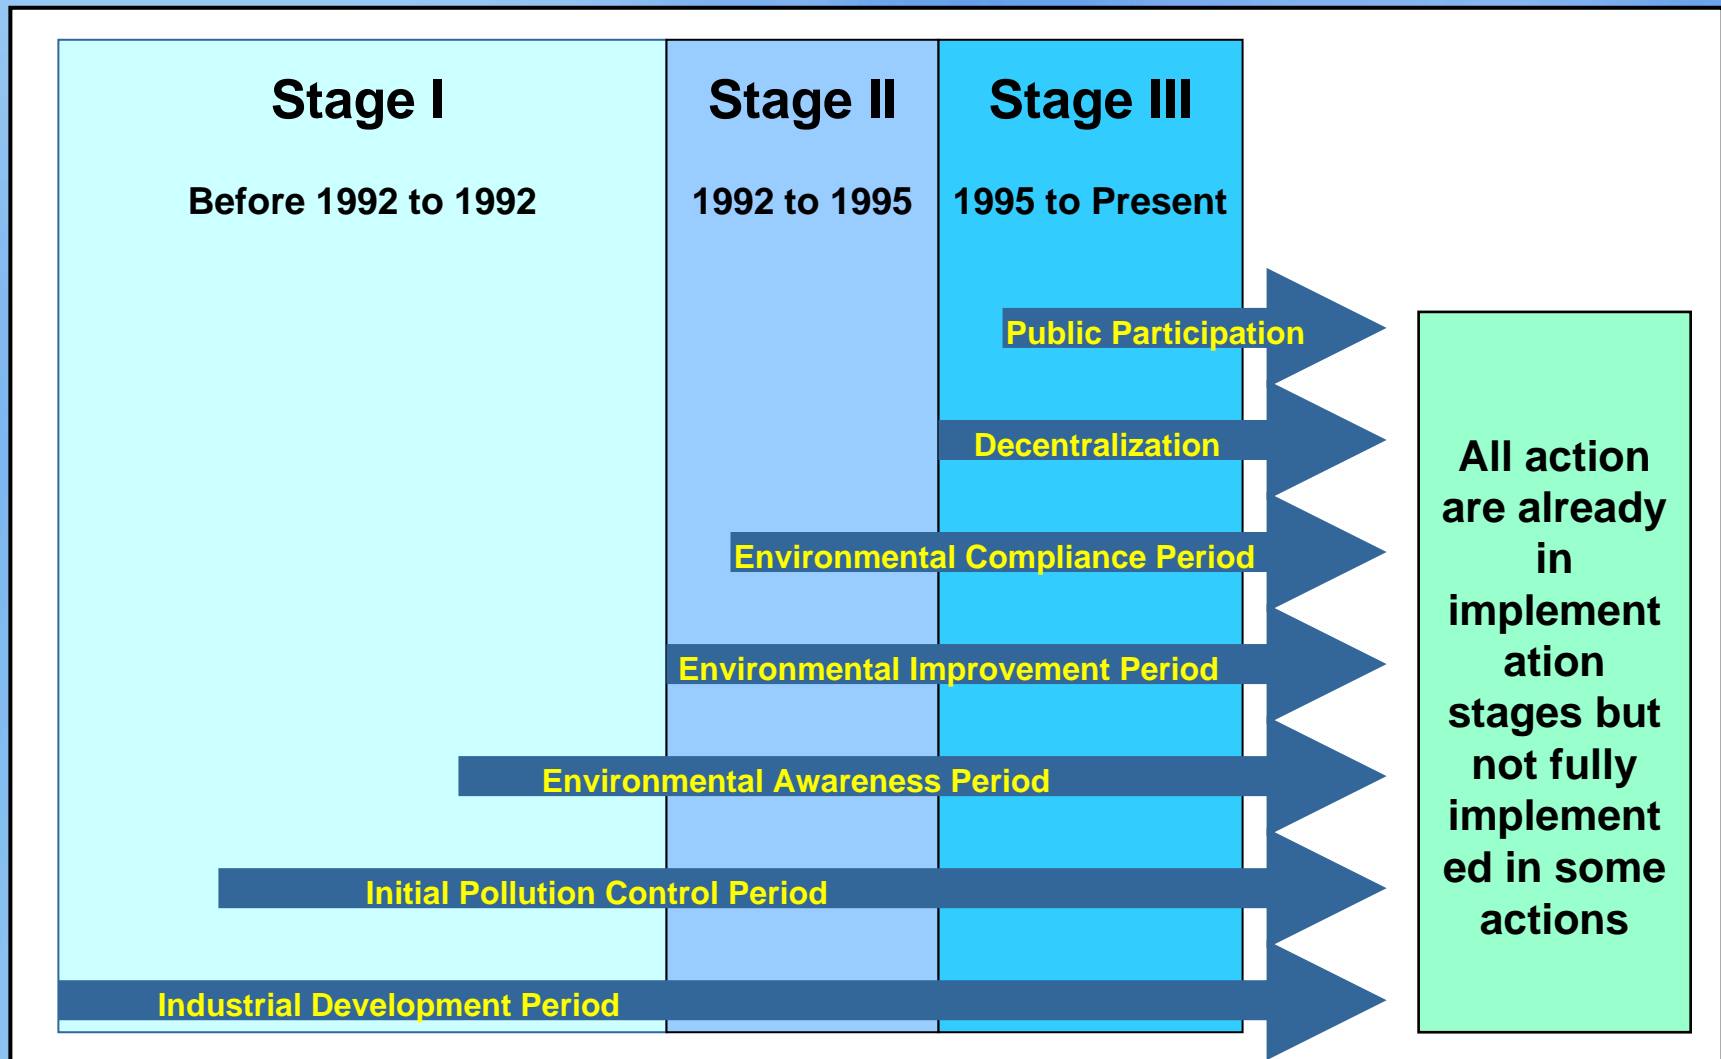 Stage I
Before 1992 to 1992
Stage II
1992 to 1995
Stage III
1995 to Present
Public Participation
Decentralization
Environmental Compliance Period
Environmental Improvement Period
Environmental Awareness Period
Initial Pollution Control Period
Industrial Development Period
All action
are already
in
implement
ation
stages but
not fully
implement
ed in some
actions